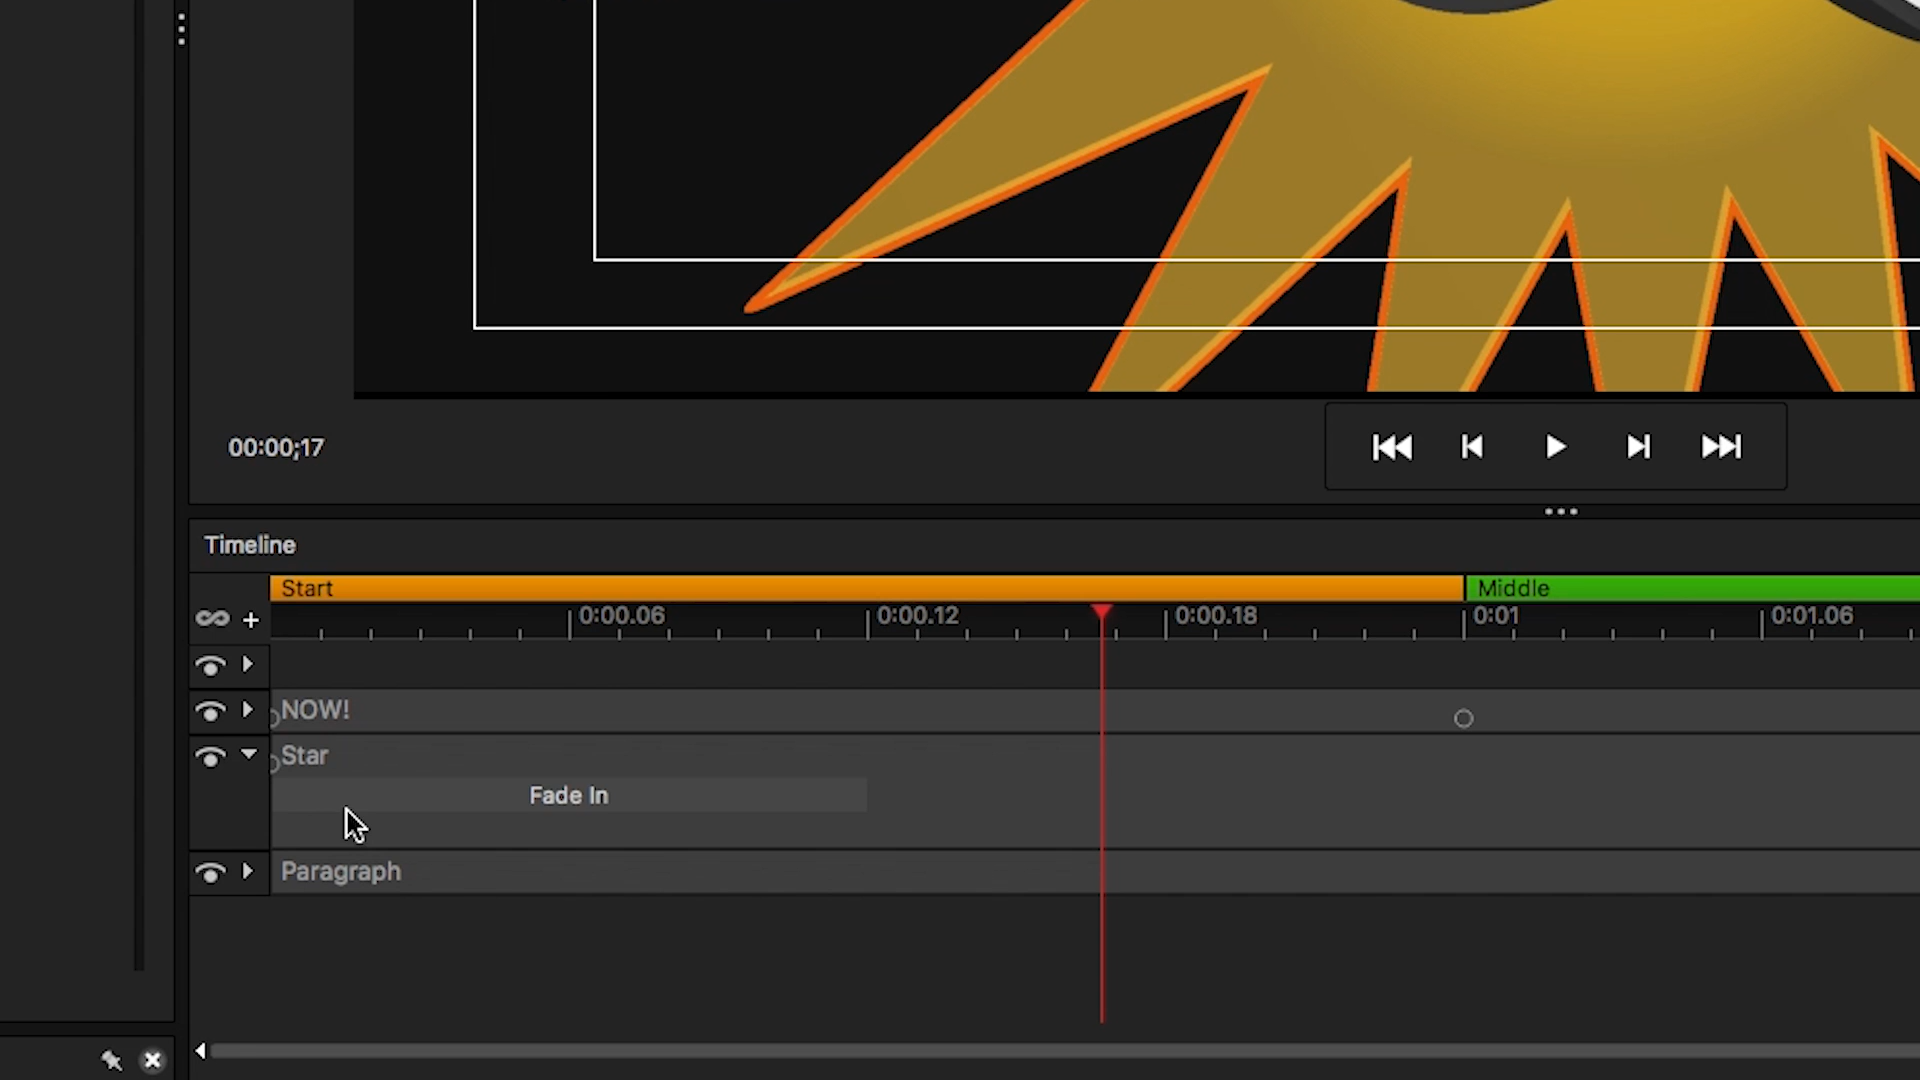 00:00;17
Timeline
Start Middle
0:00.06 0:00.12 0:00.18 0:01 0:01.06
NOW!
Star
Fade In
Paragraph